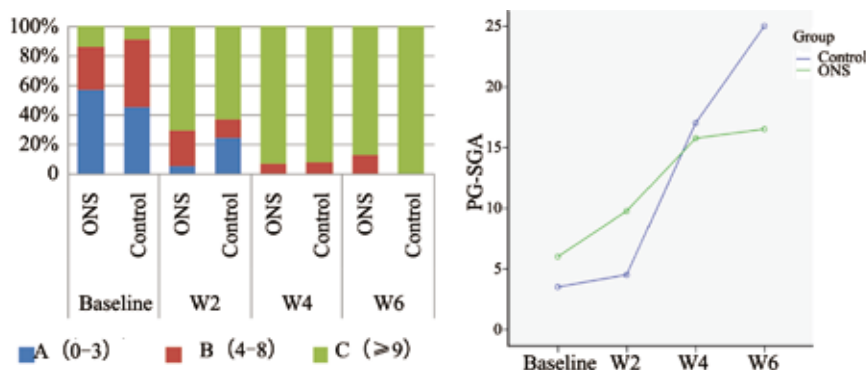 100%
80%
60%
40%
20%
0
ONS
Control
ONS
Control
ONS
Control
ONS
Control
Baseline W2 W4 W6
A (0-3) B (4-8) C (≥9)
25
20
15
10
5
0
PG-SGA
Baseline W2 W4 W6
Group
Control
ONS